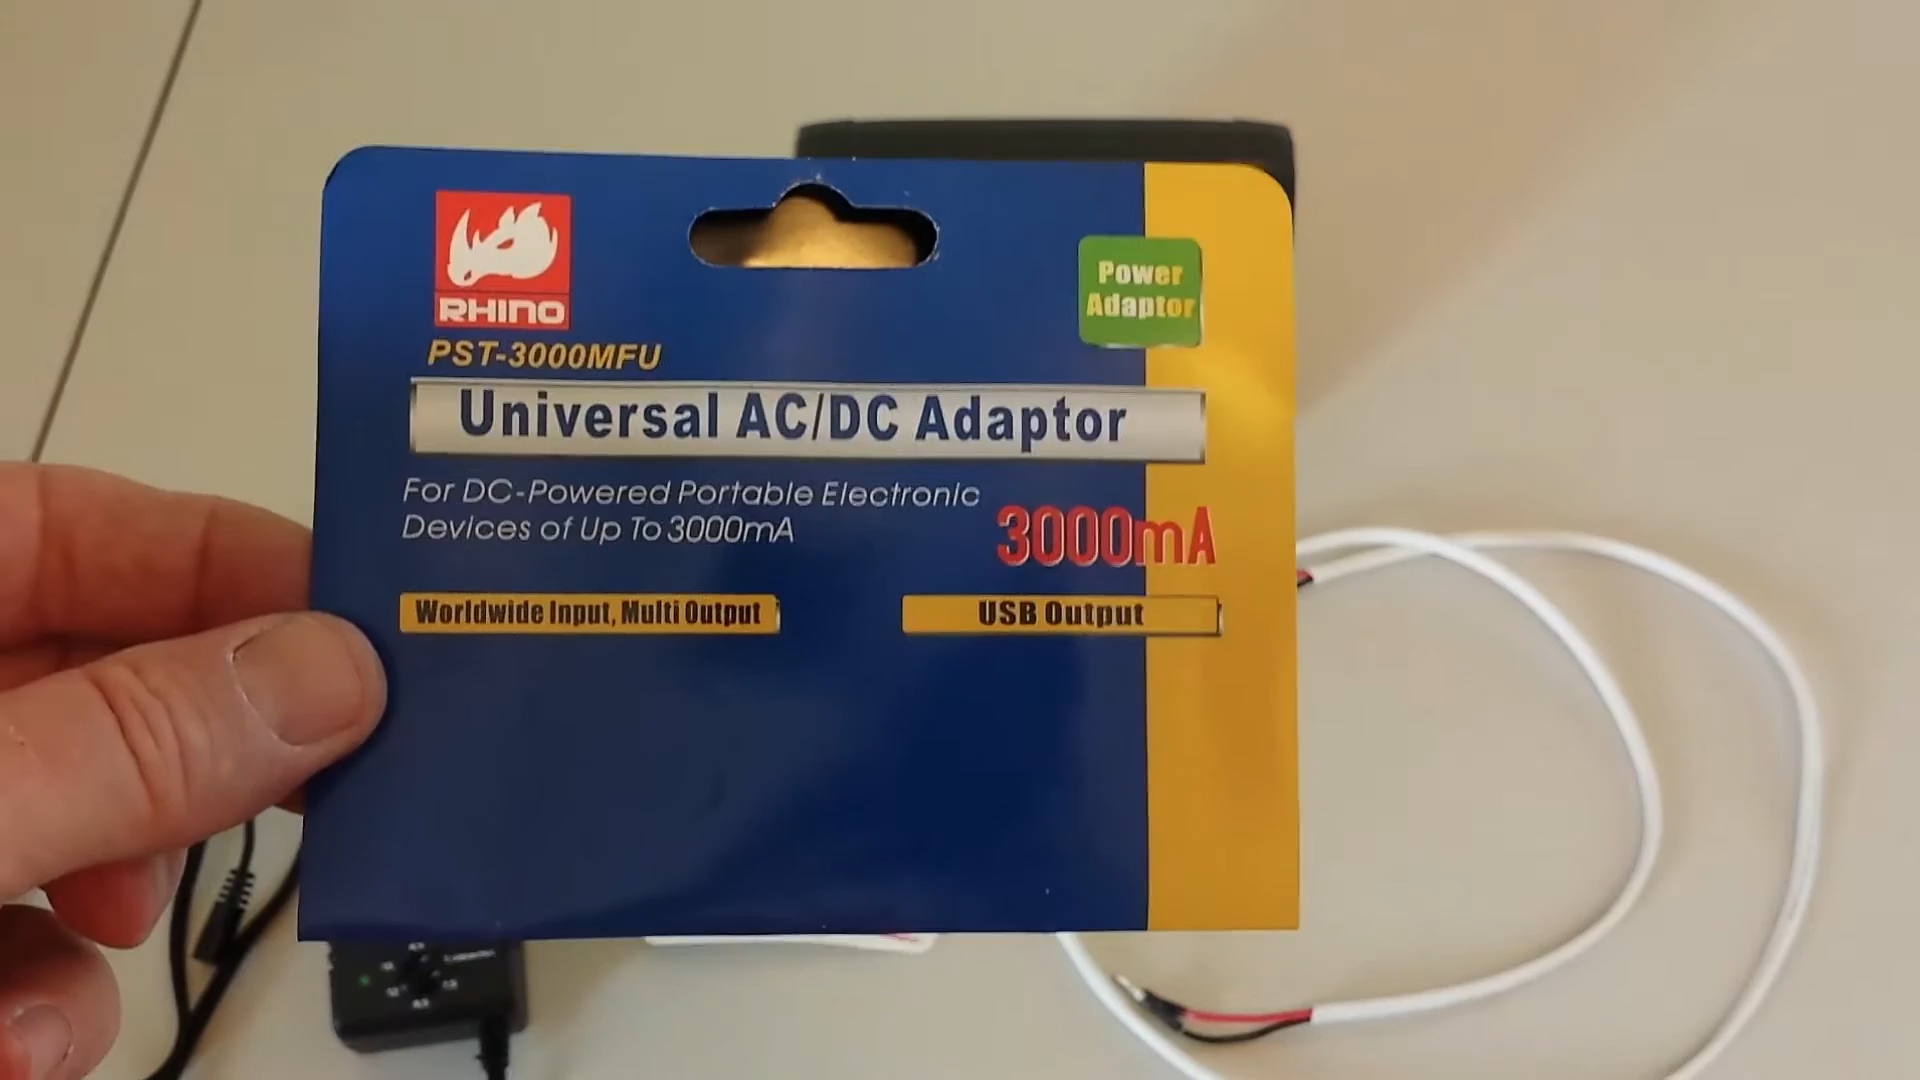 RHINO
Power
Adaptor
PST-3000MFU
Universal AC/DC Adaptor
For DC-Powered Portable Electronic
Devices of Up To 3000mA
3000mA
Worldwide Input, Multi Output
USB Output